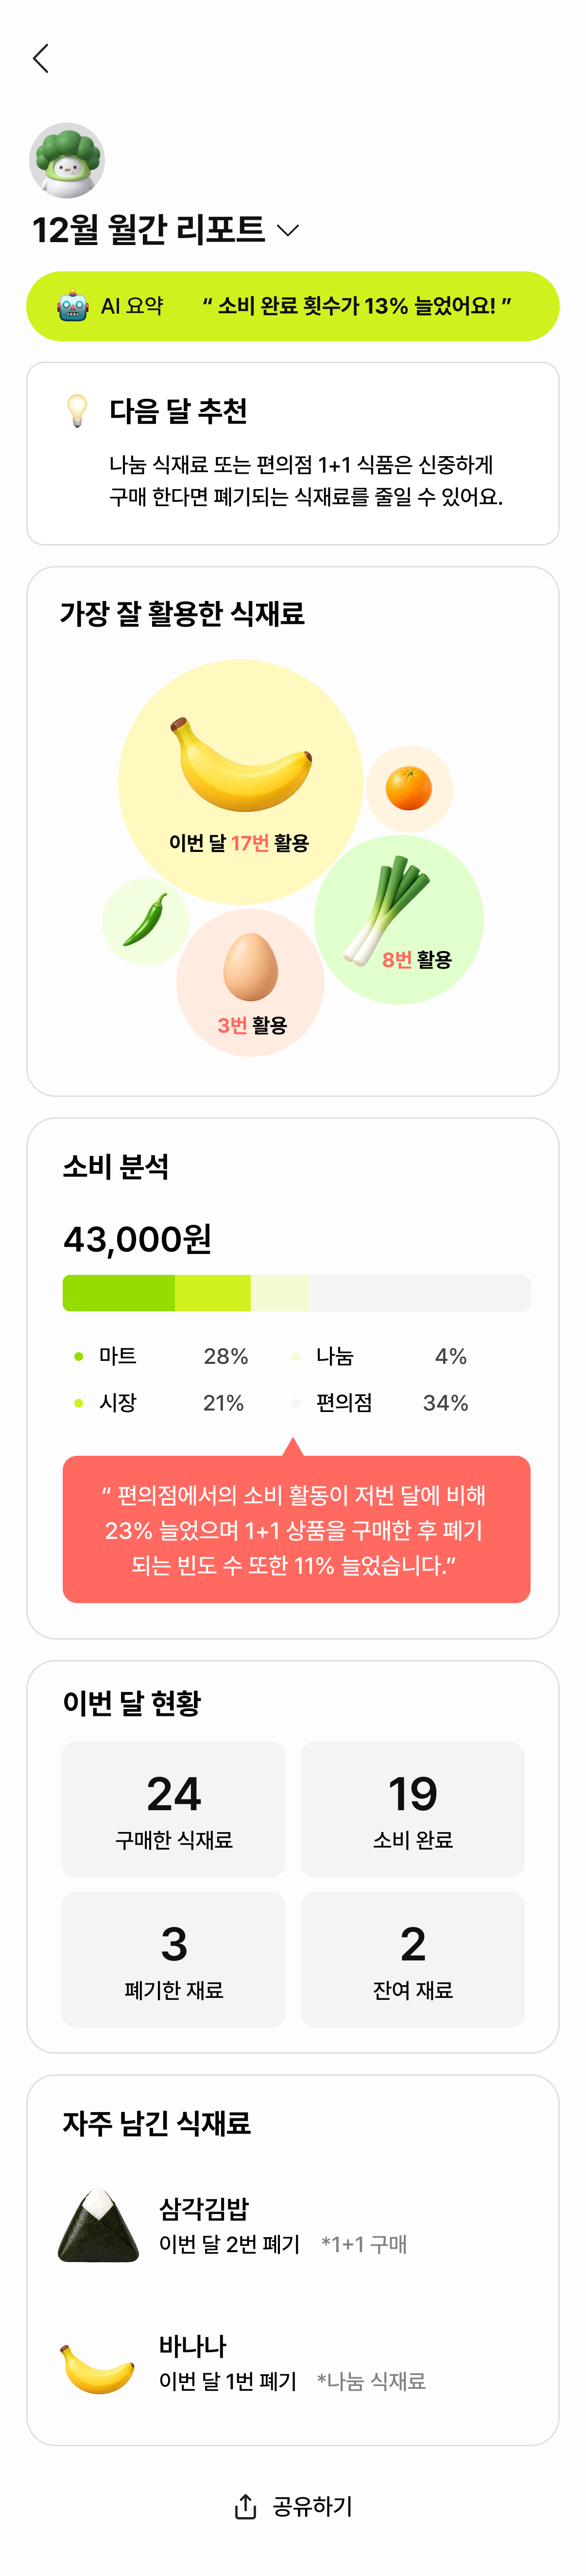 12월 월간 리포트
AI 요약 “ 소비 완료 횟수가 13% 늘었어요! ”
다음 달 추천
나눔 식재료 또는 편의점 1+1 식품은 신중하게
구매 한다면 폐기되는 식재료를 줄일 수 있어요.
가장 잘 활용한 식재료
이번 달 17번 활용
8번 활용
3번 활용
소비 분석
43,000원
마트 28% 나눔 4%
시장 21% 편의점 34%
“ 편의점에서의 소비 활동이 저번 달에 비해
23% 늘었으며 1+1 상품을 구매한 후 폐기
되는 빈도 수 또한 11% 늘었습니다.”
이번 달 현황
24 19
구매한 식재료 소비 완료
3 2
폐기한 재료 잔여 재료
자주 남긴 식재료
삼각김밥
이번 달 2번 폐기 *1+1 구매
바나나
이번 달 1번 폐기 *나눔 식재료
공유하기